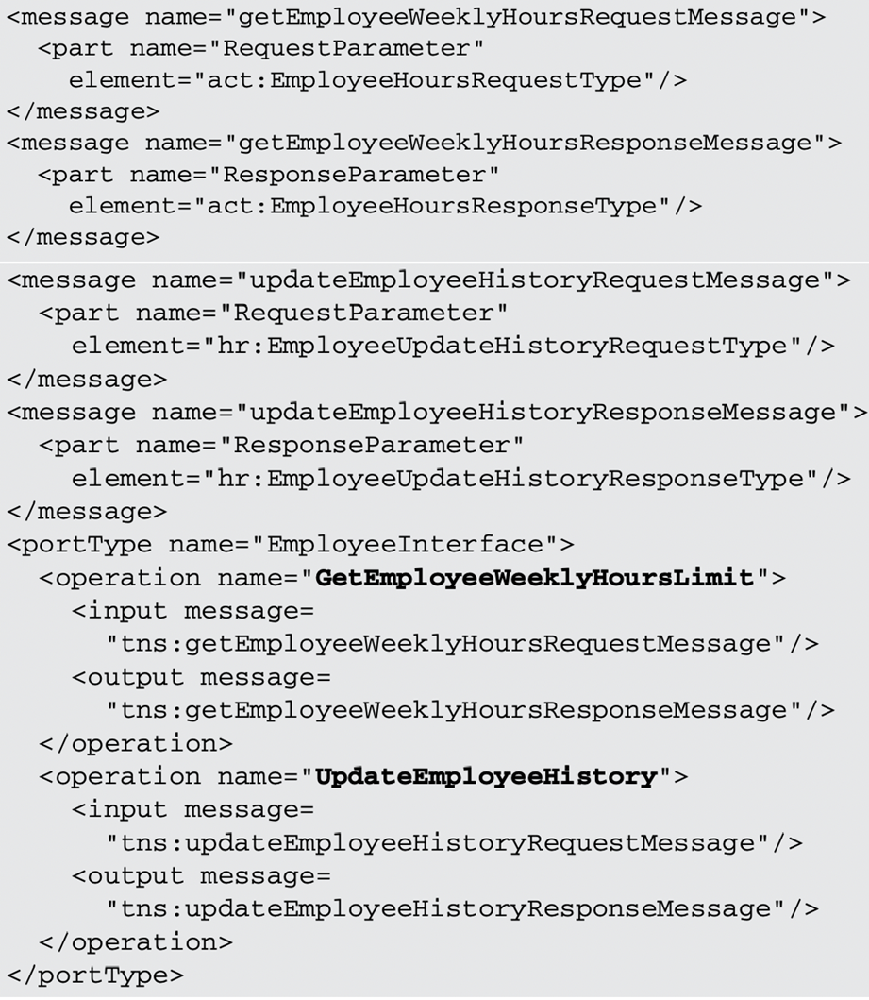 <message name="getEmployeeWeeklyHoursRequestMessage">
  <part name="RequestParameter"
    element="act:EmployeeHoursRequestType"/>
</message>
<message name="getEmployeeWeeklyHoursResponseMessage">
  <part name="ResponseParameter"
    element="act:EmployeeHoursResponseType"/>
</message>
<message name="updateEmployeeHistoryRequestMessage">
  <part name="RequestParameter"
    element="hr:EmployeeUpdateHistoryRequestType"/>
</message>
<message name="updateEmployeeHistoryResponseMessage">
  <part name="ResponseParameter"
    element="hr:EmployeeUpdateHistoryResponseType"/>
</message>
<portType name="EmployeeInterface">
  <operation name="GetEmployeeWeeklyHoursLimit">
    <input message=
      "tns:getEmployeeWeeklyHoursRequestMessage"/>
    <output message=
      "tns:getEmployeeWeeklyHoursResponseMessage"/>
  </operation>
  <operation name="UpdateEmployeeHistory">
    <input message=
      "tns:updateEmployeeHistoryRequestMessage"/>
    <output message=
      "tns:updateEmployeeHistoryResponseMessage"/>
  </operation>
</portType>